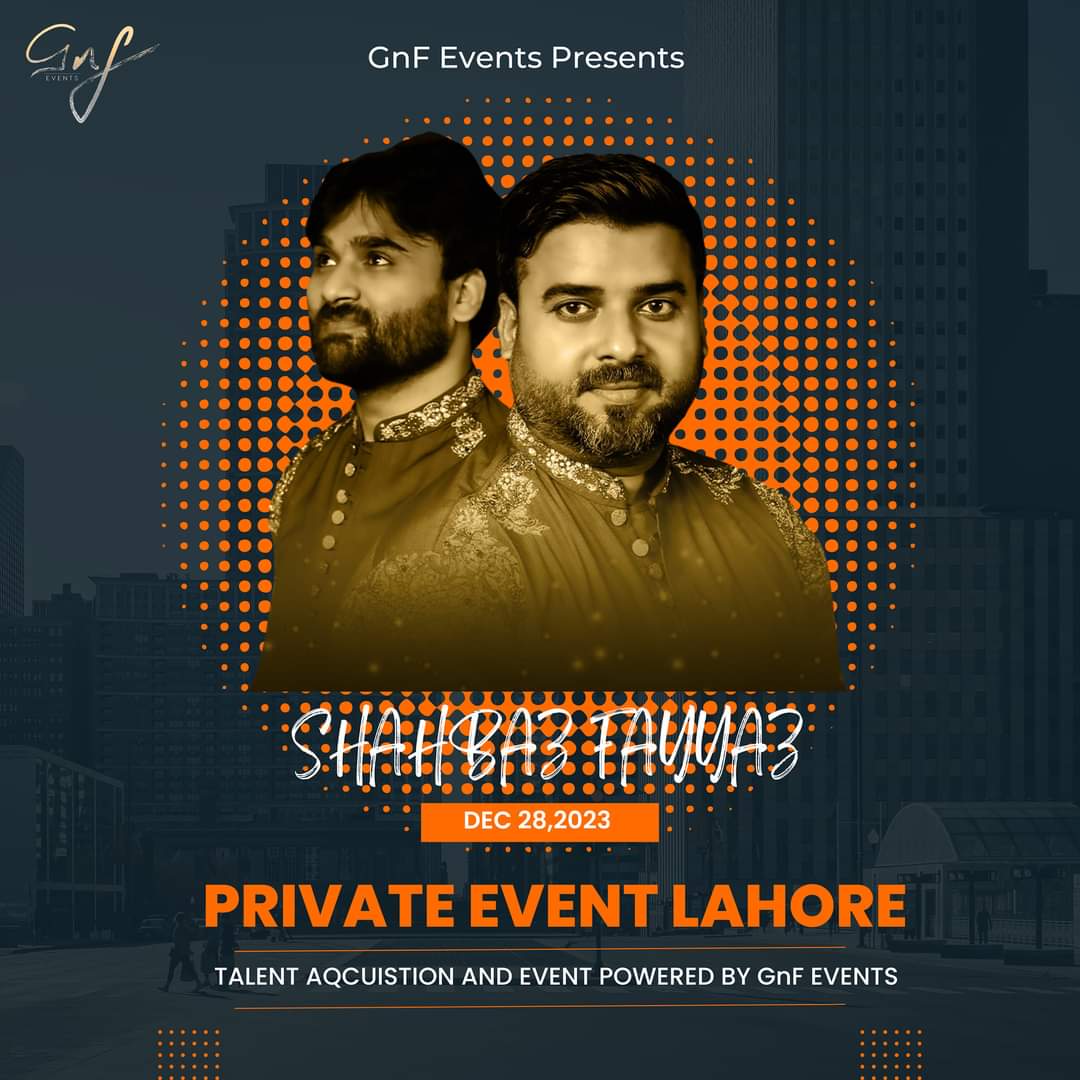 GnF
EVENTS
GnF Events Presents
SHAHBAZ FAYYAZ
DEC 28,2023
PRIVATE EVENT LAHORE
TALENT AQCUISTION AND EVENT POWERED BY GnF EVENTS